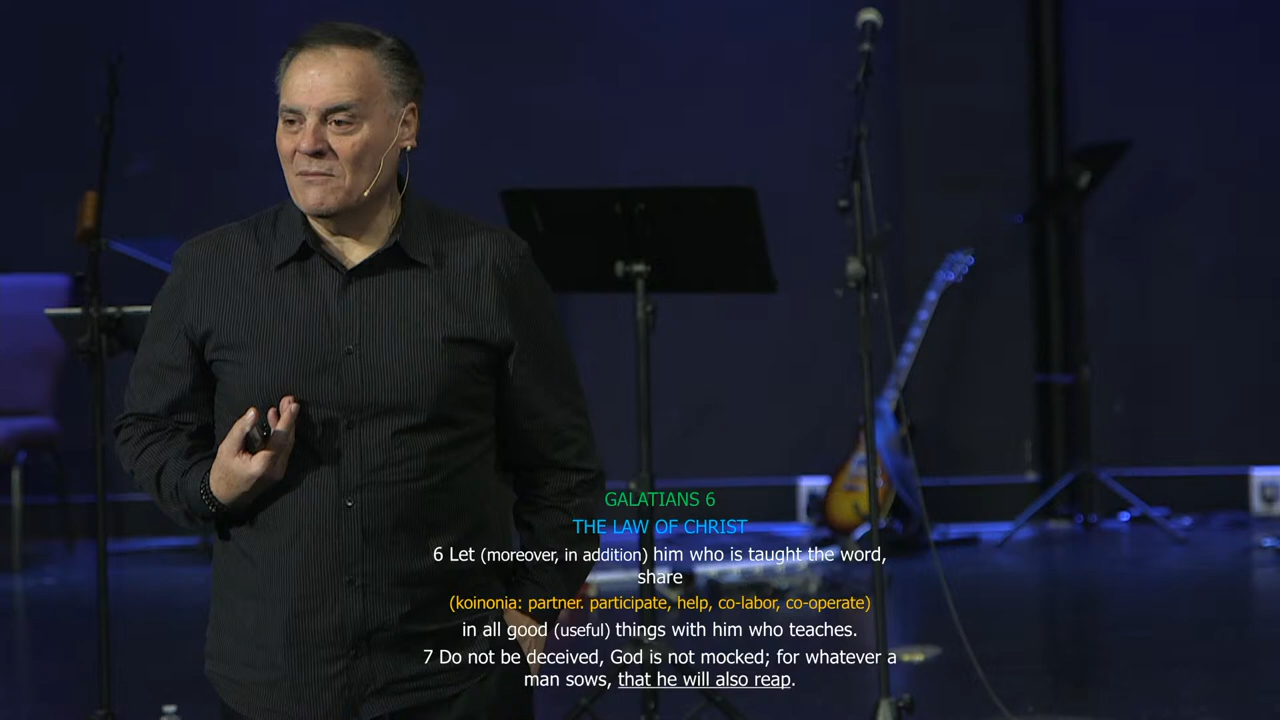 GALATIANS 6
THE LAW OF CHRIST
6 Let (moreover, in addition) him who is taught the word,
share
(koinonia: partner. participate, help, co-labor, co-operate)
in all good (useful) things with him who teaches.
7 Do not be deceived, God is not mocked; for whatever a
man sows, that he will also reap.